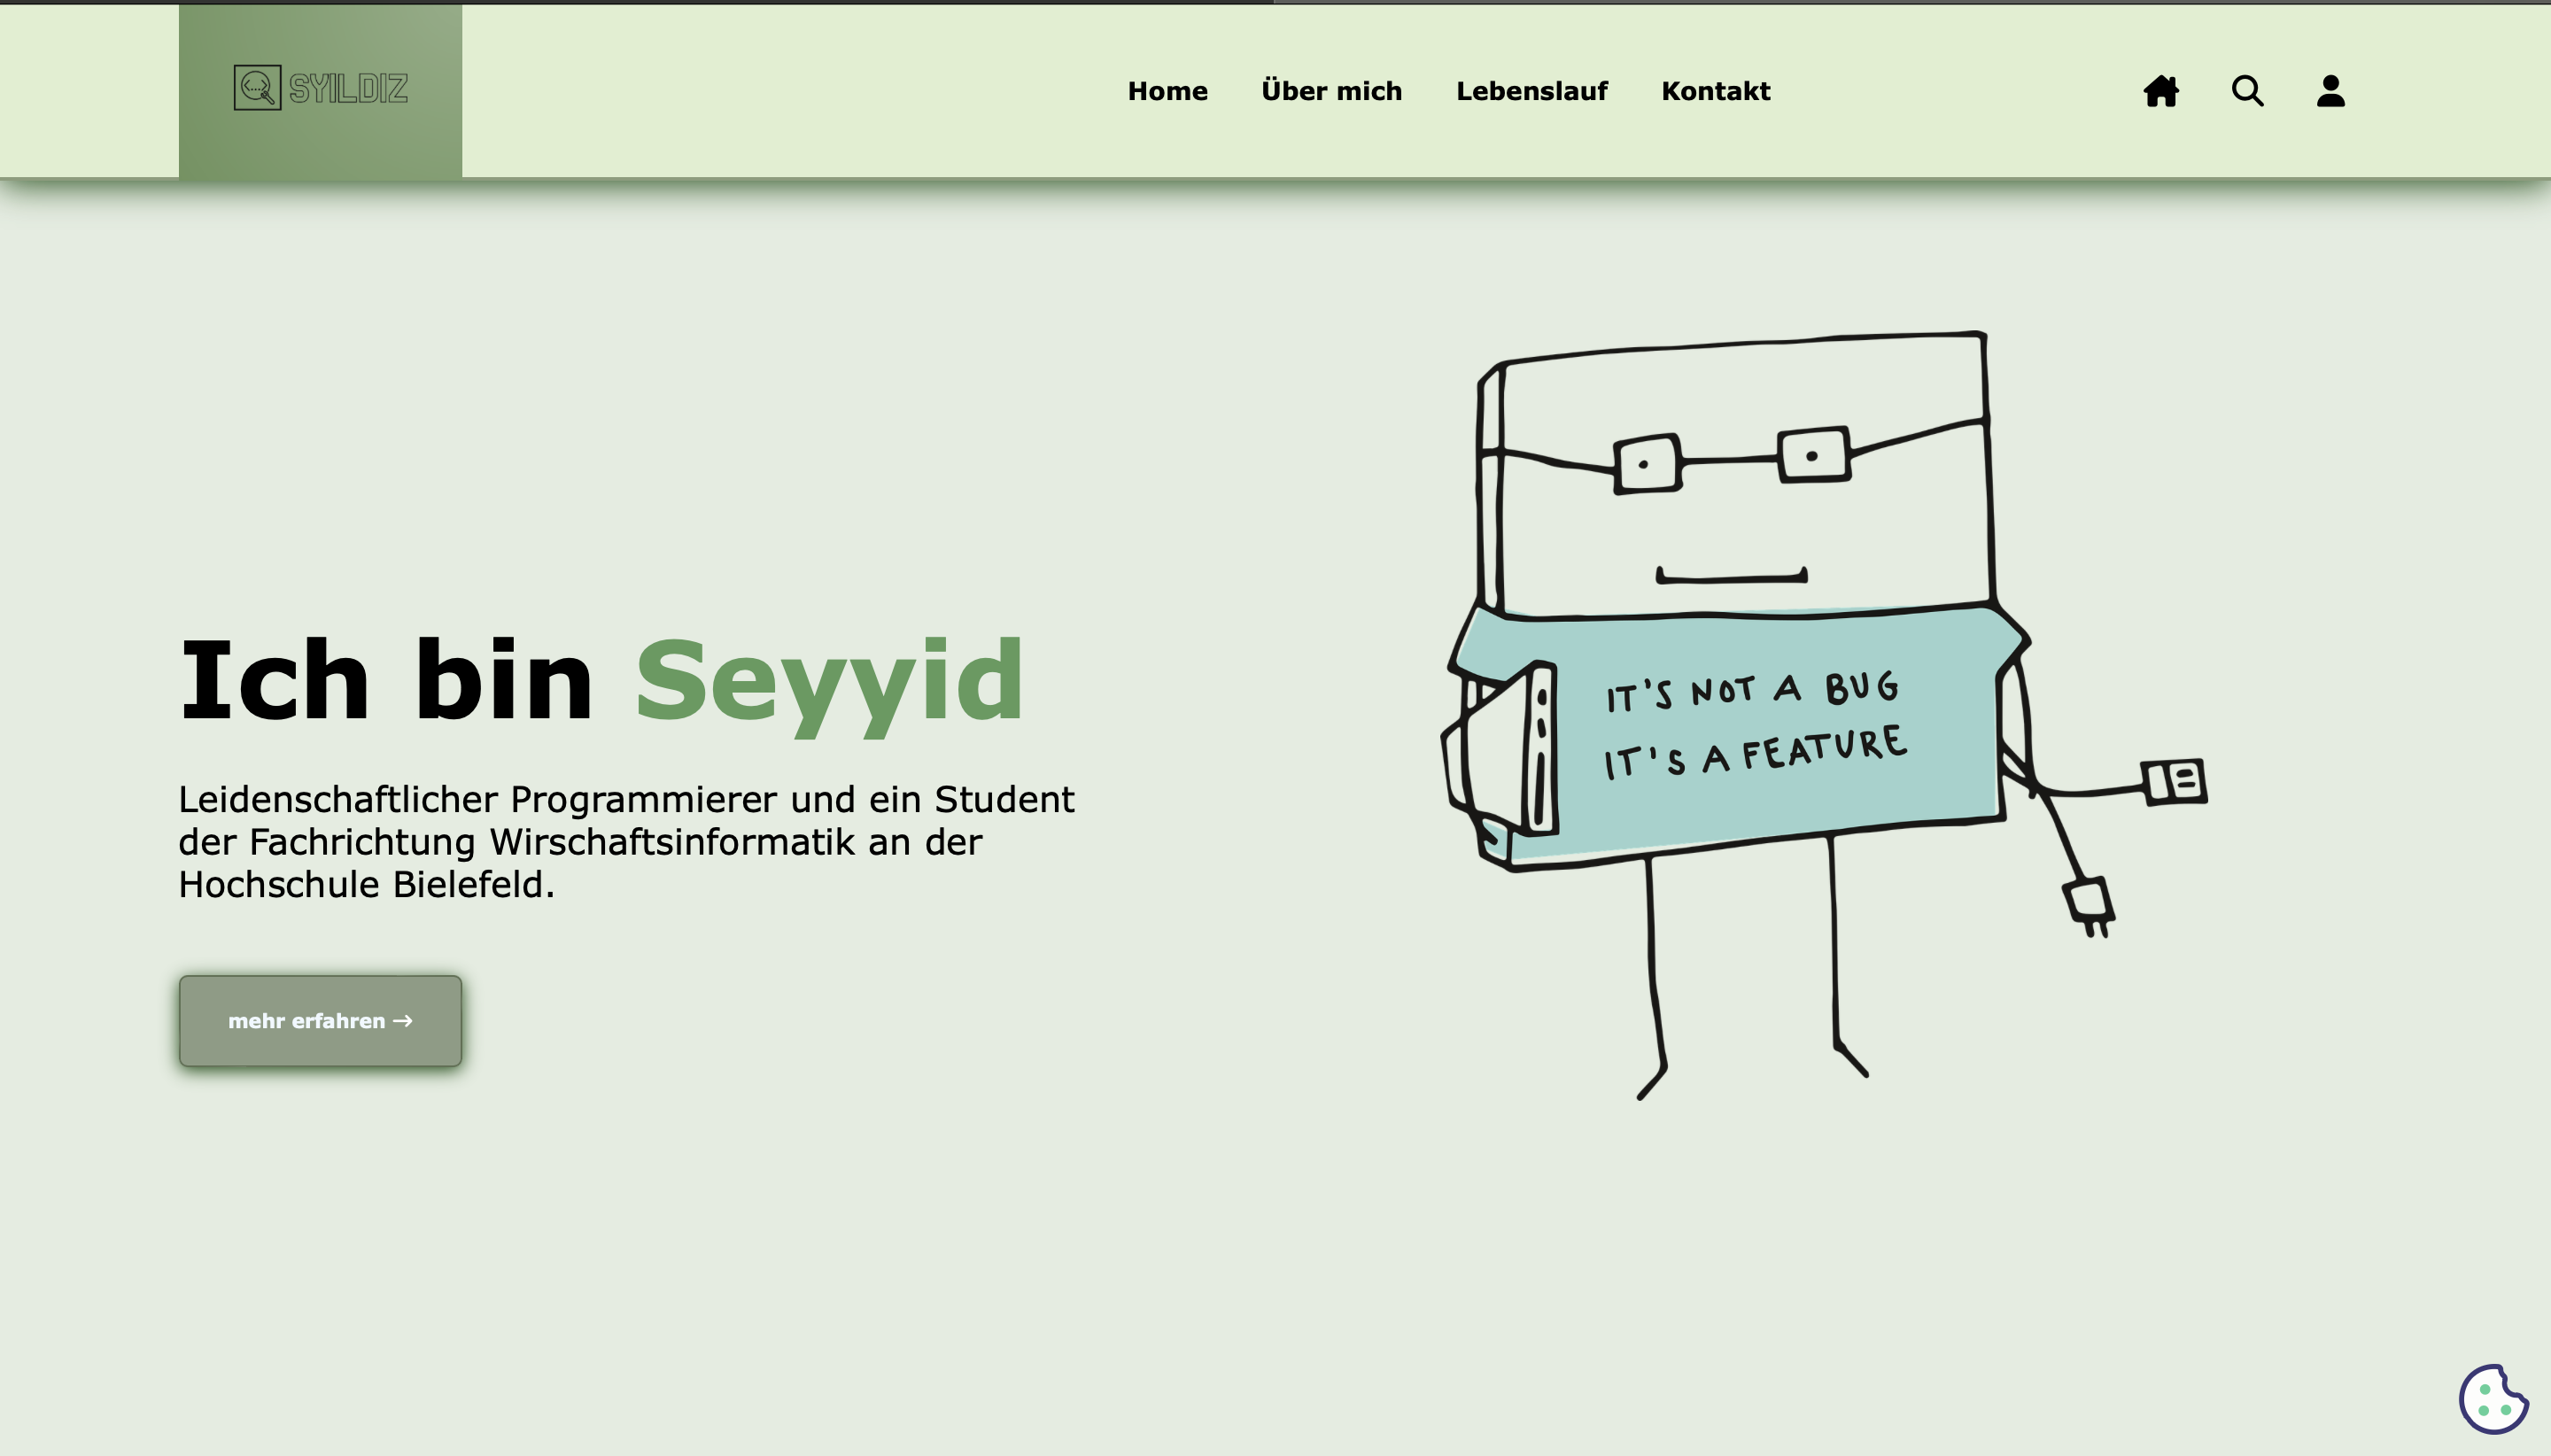 SYILDIZ
Home Über mich Lebenslauf Kontakt
Ich bin Seyyid
Leidenschaftlicher Programmierer und ein Student
der Fachrichtung Wirschaftsinformatik an der
Hochschule Bielefeld.
mehr erfahren →
IT'S NOT A BUG
IT'S A FEATURE